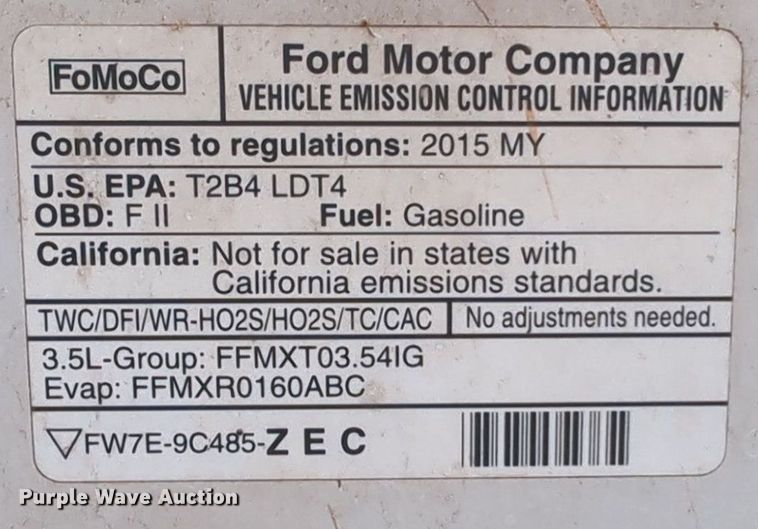 FoMoCo
Ford Motor Company
VEHICLE EMISSION CONTROL INFORMATION
Conforms to regulations: 2015 MY
U.S. EPA: T2B4 LDT4
OBD: F II Fuel: Gasoline
California: Not for sale in states with
California emissions standards.
TWC/DFI/WR-HO2S/HO2S/TC/CAC No adjustments needed.
3.5L-Group: FFMXT03.54IG
Evap: FFMXR0160ABC
FW7E-9C485-Z E C
Purple Wave Auction